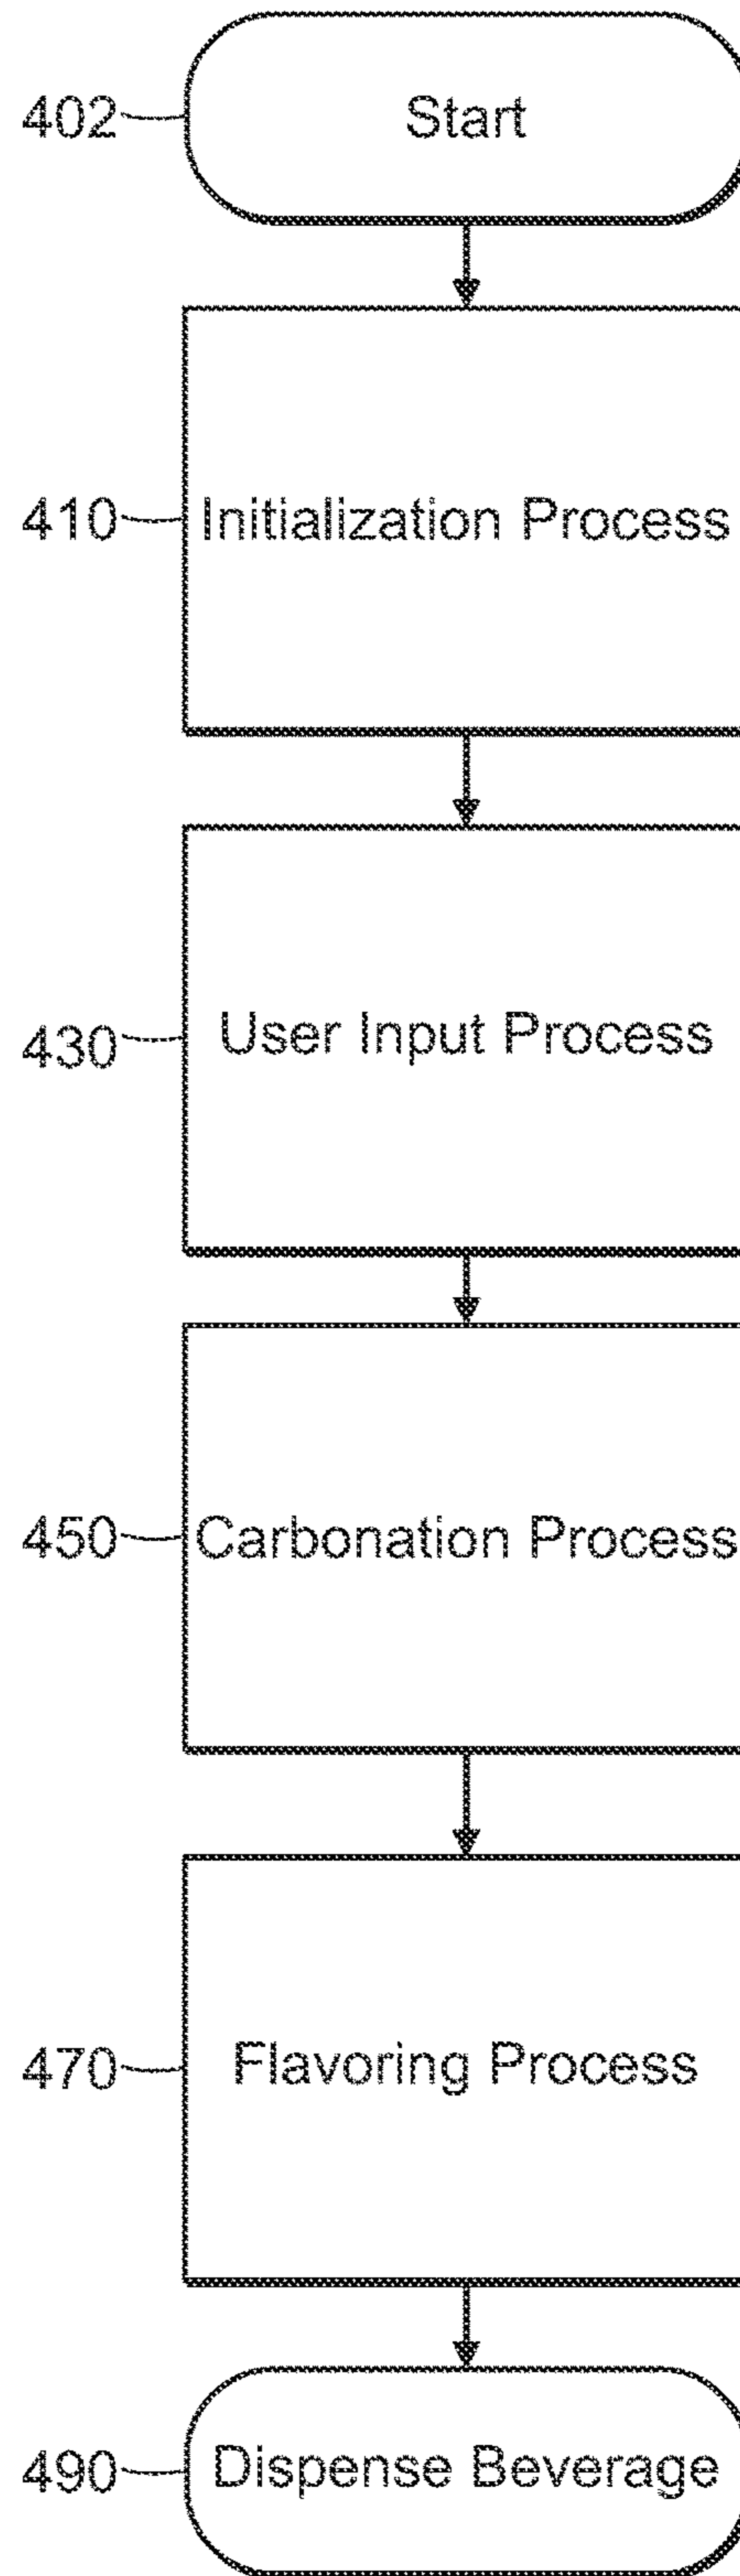 402 Start
410 Initialization Process
430 User Input Process
450 Carbonation Process
470 Flavoring Process
490 Dispense Beverage